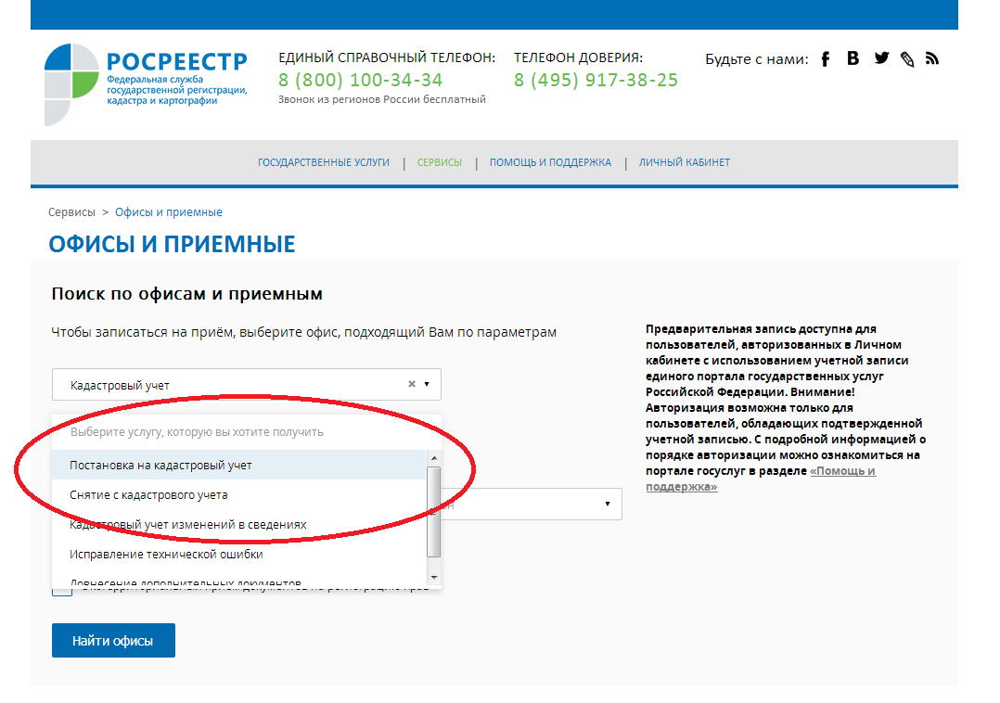 РОСРЕЕСТР
Федеральная служба
государственной регистрации,
кадастра и картографии
ЕДИНЫЙ СПРАВОЧНЫЙ ТЕЛЕФОН:
8 (800) 100-34-34
Звонок из регионов России бесплатный
ТЕЛЕФОН ДОВЕРИЯ:
8 (495) 917-38-25
Будьте с нами:
ГОСУДАРСТВЕННЫЕ УСЛУГИ | СЕРВИСЫ | ПОМОЩЬ И ПОДДЕРЖКА | ЛИЧНЫЙ КАБИНЕТ
Сервисы > Офисы и приемные
ОФИСЫ И ПРИЕМНЫЕ
Поиск по офисам и приемным
Чтобы записаться на приём, выберите офис, подходящий Вам по параметрам
Кадастровый учет
Выберите услугу, которую вы хотите получить
Постановка на кадастровый учет
Снятие с кадастрового учета
Кадастровый учет изменений в сведениях
Исправление технической ошибки
Довнесение дополнительных документов
Найти офисы
Предварительная запись доступна для
пользователей, авторизованных в Личном
кабинете с использованием учетной записи
единого портала государственных услуг
Российской Федерации. Внимание!
Авторизация возможна только для
пользователей, обладающих подтвержденной
учетной записью. С подробной информацией о
порядке авторизации можно ознакомиться на
портале госуслуг в разделе «Помощь и
поддержка»